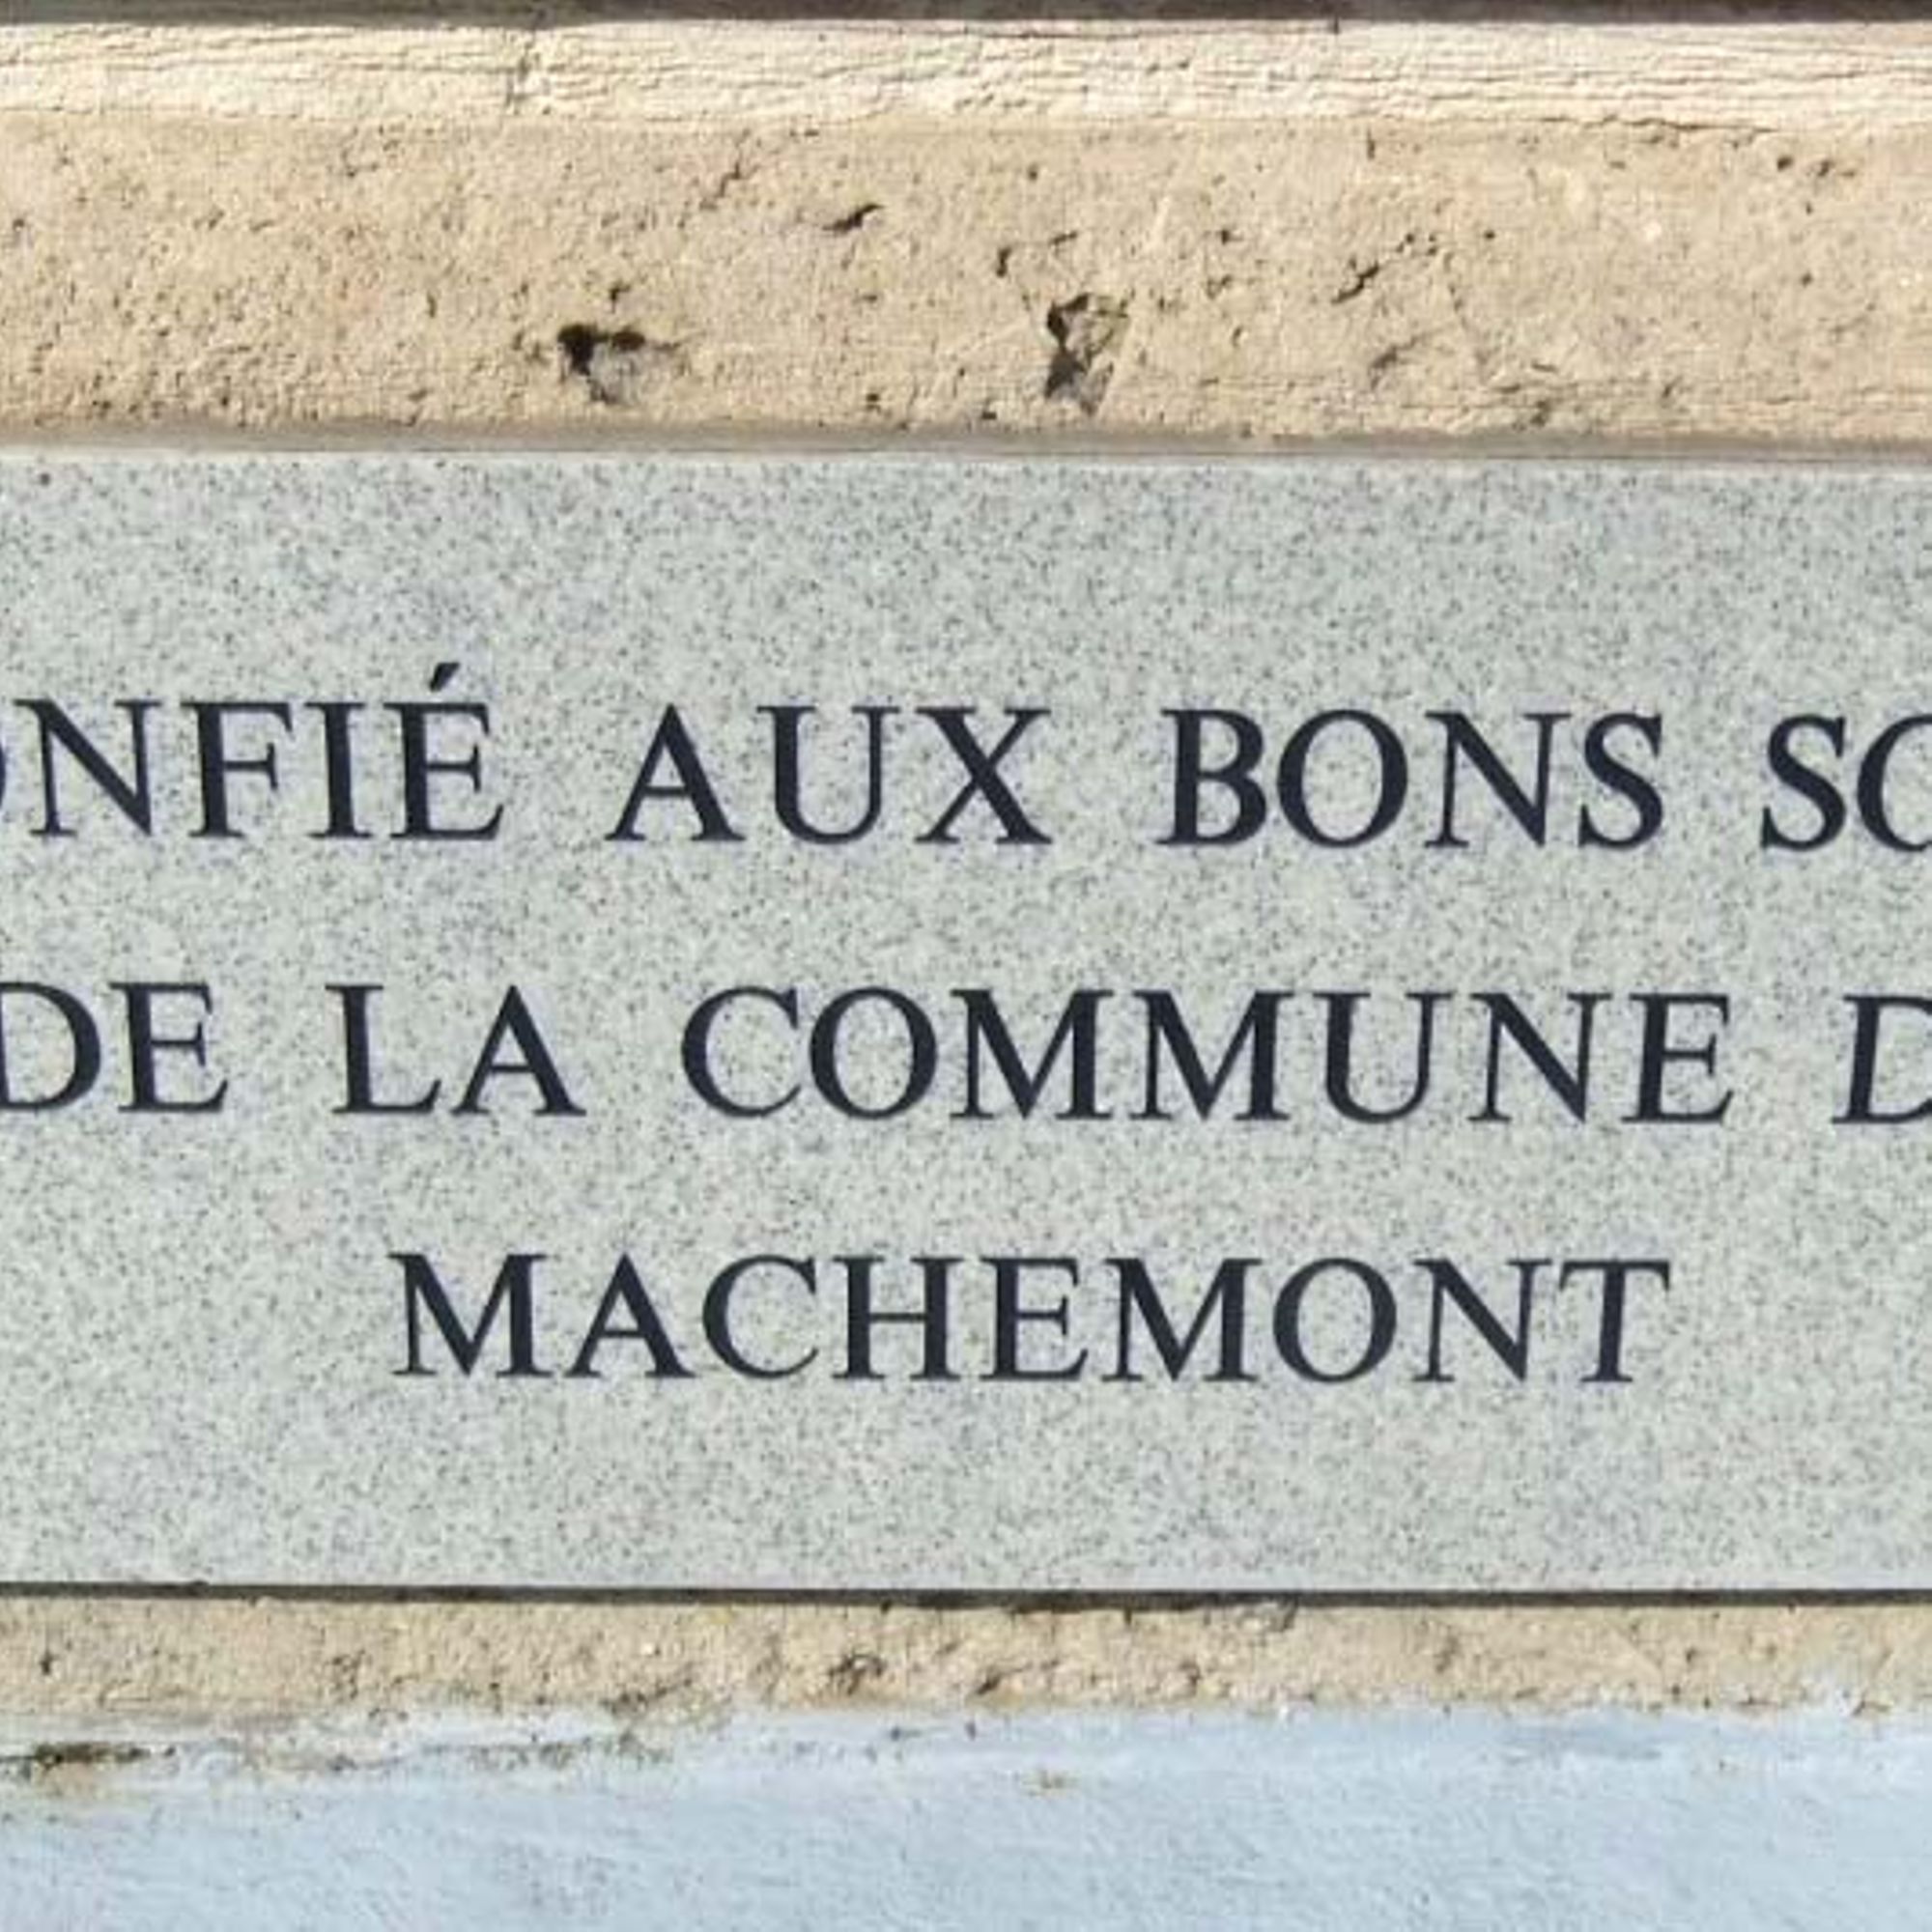 ONFIÉ AUX BONS SO
DE LA COMMUNE D
MACHEMONT